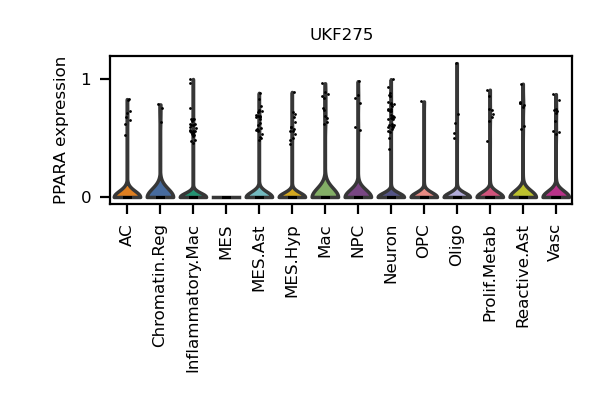 UKF275
PPARA expression
1
0
AC
Chromatin.Reg
Inflammatory.Mac
MES
MES.Ast
MES.Hyp
Mac
NPC
Neuron
OPC
Oligo
Prolif.Metab
Reactive.Ast
Vasc